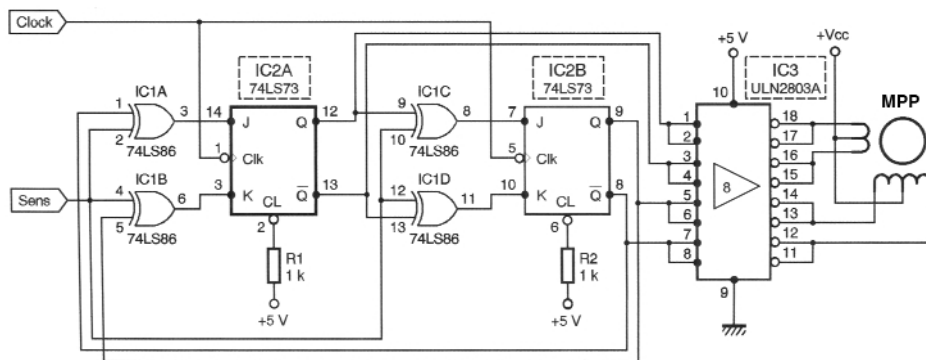 Clock
Sens
IC1A
1
2
3
74LS86
IC1B
4
5
6
74LS86
IC2A
74LS73
14
J
Q
12
1
Clk
3
K
Q
13
CL
2
R1
1 k
+5 V
IC1C
9
10
8
74LS86
IC1D
12
13
11
74LS86
IC2B
74LS73
7
J
Q
9
5
Clk
10
K
Q
8
CL
6
R2
1 k
+5 V
+5 V
10
IC3
ULN2803A
1
2
3
4
5
6
7
8
8
18
17
16
15
14
13
12
11
9
+Vcc
MPP